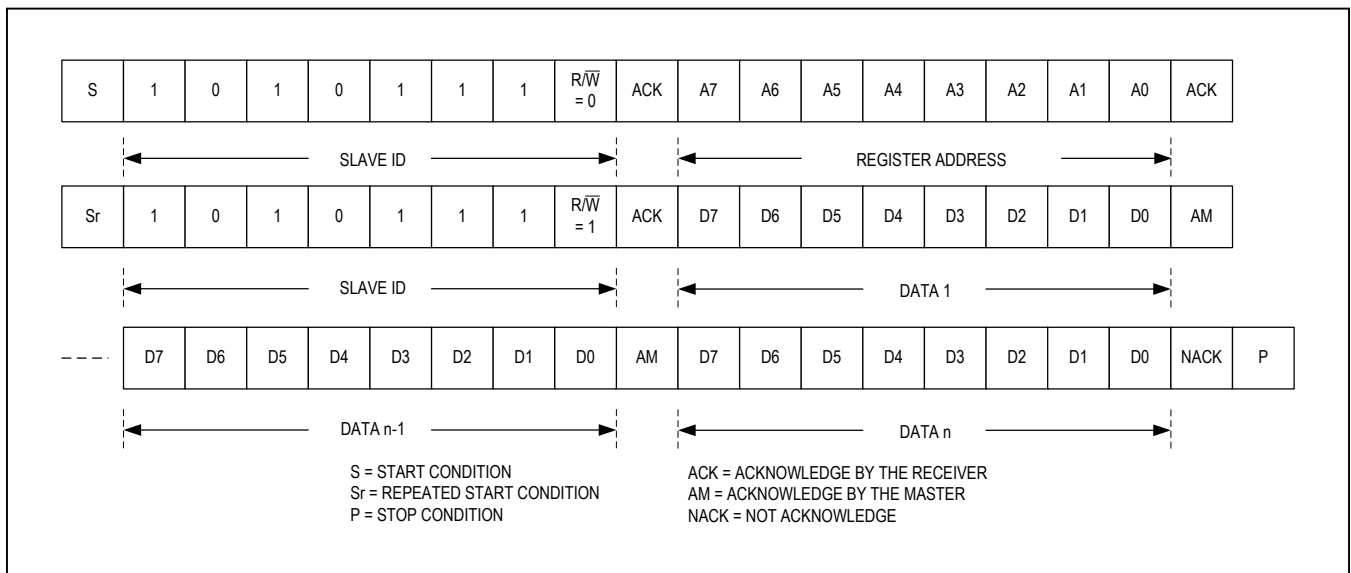 S 1 0 1 0 1 1 1 R/W̅ = 0 ACK A7 A6 A5 A4 A3 A2 A1 A0 ACK
SLAVE ID REGISTER ADDRESS
Sr 1 0 1 0 1 1 1 R/W̅ = 1 ACK D7 D6 D5 D4 D3 D2 D1 D0 AM
SLAVE ID DATA 1
D7 D6 D5 D4 D3 D2 D1 D0 AM D7 D6 D5 D4 D3 D2 D1 D0 NACK P
DATA n-1 DATA n
S = START CONDITION
Sr = REPEATED START CONDITION
P = STOP CONDITION
ACK = ACKNOWLEDGE BY THE RECEIVER
AM = ACKNOWLEDGE BY THE MASTER
NACK = NOT ACKNOWLEDGE